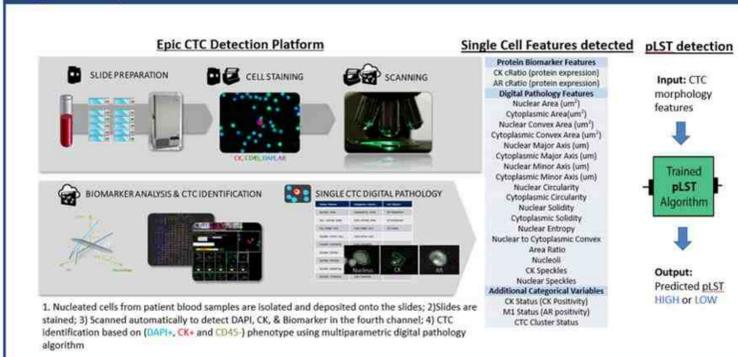 Epic CTC Detection Platform
SLIDE PREPARATION
CELL STAINING
SCANNING
CK, CD45, DAPI, AR
BIOMARKER ANALYSIS & CTC IDENTIFICATION
SINGLE CTC DIGITAL PATHOLOGY
Nucleus
CK
AR
1. Nucleated cells from patient blood samples are isolated and deposited onto the slides; 2)Slides are
stained; 3) Scanned automatically to detect DAPI, CK, & Biomarker in the fourth channel; 4) CTC
identification based on (DAPI+, CK+ and CD45-) phenotype using multiparametric digital pathology
algorithm
Single Cell Features detected
Protein Biomarker Features
CK cRatio (protein expression)
AR cRatio (protein expression)
Digital Pathology Features
Nuclear Area (um²)
Cytoplasmic Area(um²)
Nuclear Convex Area (um²)
Cytoplasmic Convex Area (um²)
Nuclear Major Axis (um)
Cytoplasmic Major Axis (um)
Nuclear Minor Axis (um)
Cytoplasmic Minor Axis (um)
Nuclear Circularity
Cytoplasmic Circularity
Nuclear Solidity
Cytoplasmic Solidity
Nuclear Entropy
Nuclear to Cytoplasmic Convex
Area Ratio
Nucleoli
CK Speckles
Nuclear Speckles
Additional Categorical Variables
CK Status (CK Positivity)
M1 Status (AR positivity)
CTC Cluster Status
pLST detection
Input: CTC
morphology
features
Trained
pLST
Algorithm
Output:
Predicted pLST
HIGH or LOW